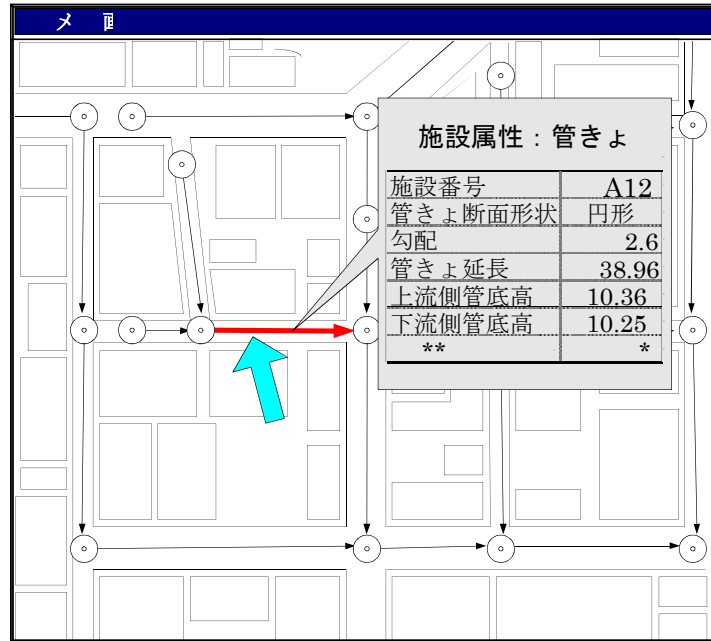 メ
施設属性：管きょ
施設番号 A12
管きょ断面形状 円形
勾配 2.6
管きょ延長 38.96
上流側管底高 10.36
下流側管底高 10.25
** *